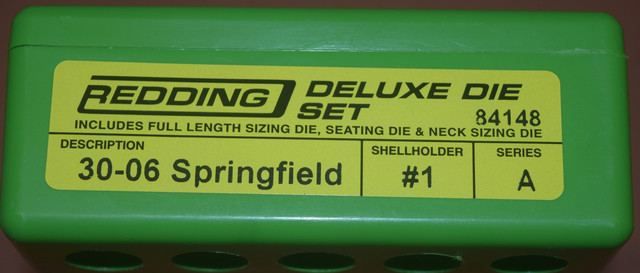 REDDING DELUXE DIE SET 84148
INCLUDES FULL LENGTH SIZING DIE, SEATING DIE & NECK SIZING DIE
DESCRIPTION SHELLHOLDER SERIES
30-06 Springfield #1 A